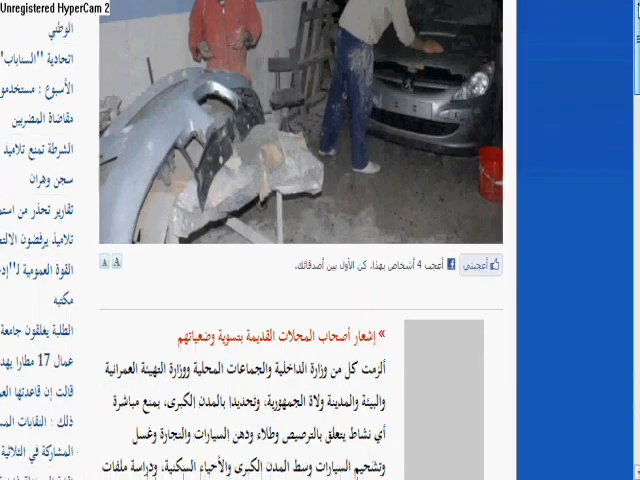 Unregistered HyperCam 2
الوطني
اتحادية "السناباب"
الأسبوع : مستخدمو
مقاضاة المضربين
الشرطة تمنع تلاميذ
سجن وهران
تقارير تحذر من
تلاميذ يرفضون
القوة العمومية لـ
مكتبه
الطلبة يغلقون جامعة
عمال 17 مطارا
قالت إن قاعدتها
ذلك : النقابات
المشاركة في الثلاثية
أعجبني
أعجب 4 أشخاص بهذا. كن الأول بين أصدقائك.
A A
» إشعار أصحاب المحلات القديمة بتسوية وضعياتهم
ألزمت كل من وزارة الداخلية والجماعات المحلية ووزارة التهيئة العمرانية
والبيئة والمدينة ولاة الجمهورية، وتحديدا بالمدن الكبرى، بمنع مباشرة
أي نشاط يتعلق بالترصيص وطلاء ودهن السيارات والنجارة وغسل
وتشحيم السيارات وسط المدن الكبرى والأحياء السكنية، ودراسة ملفات